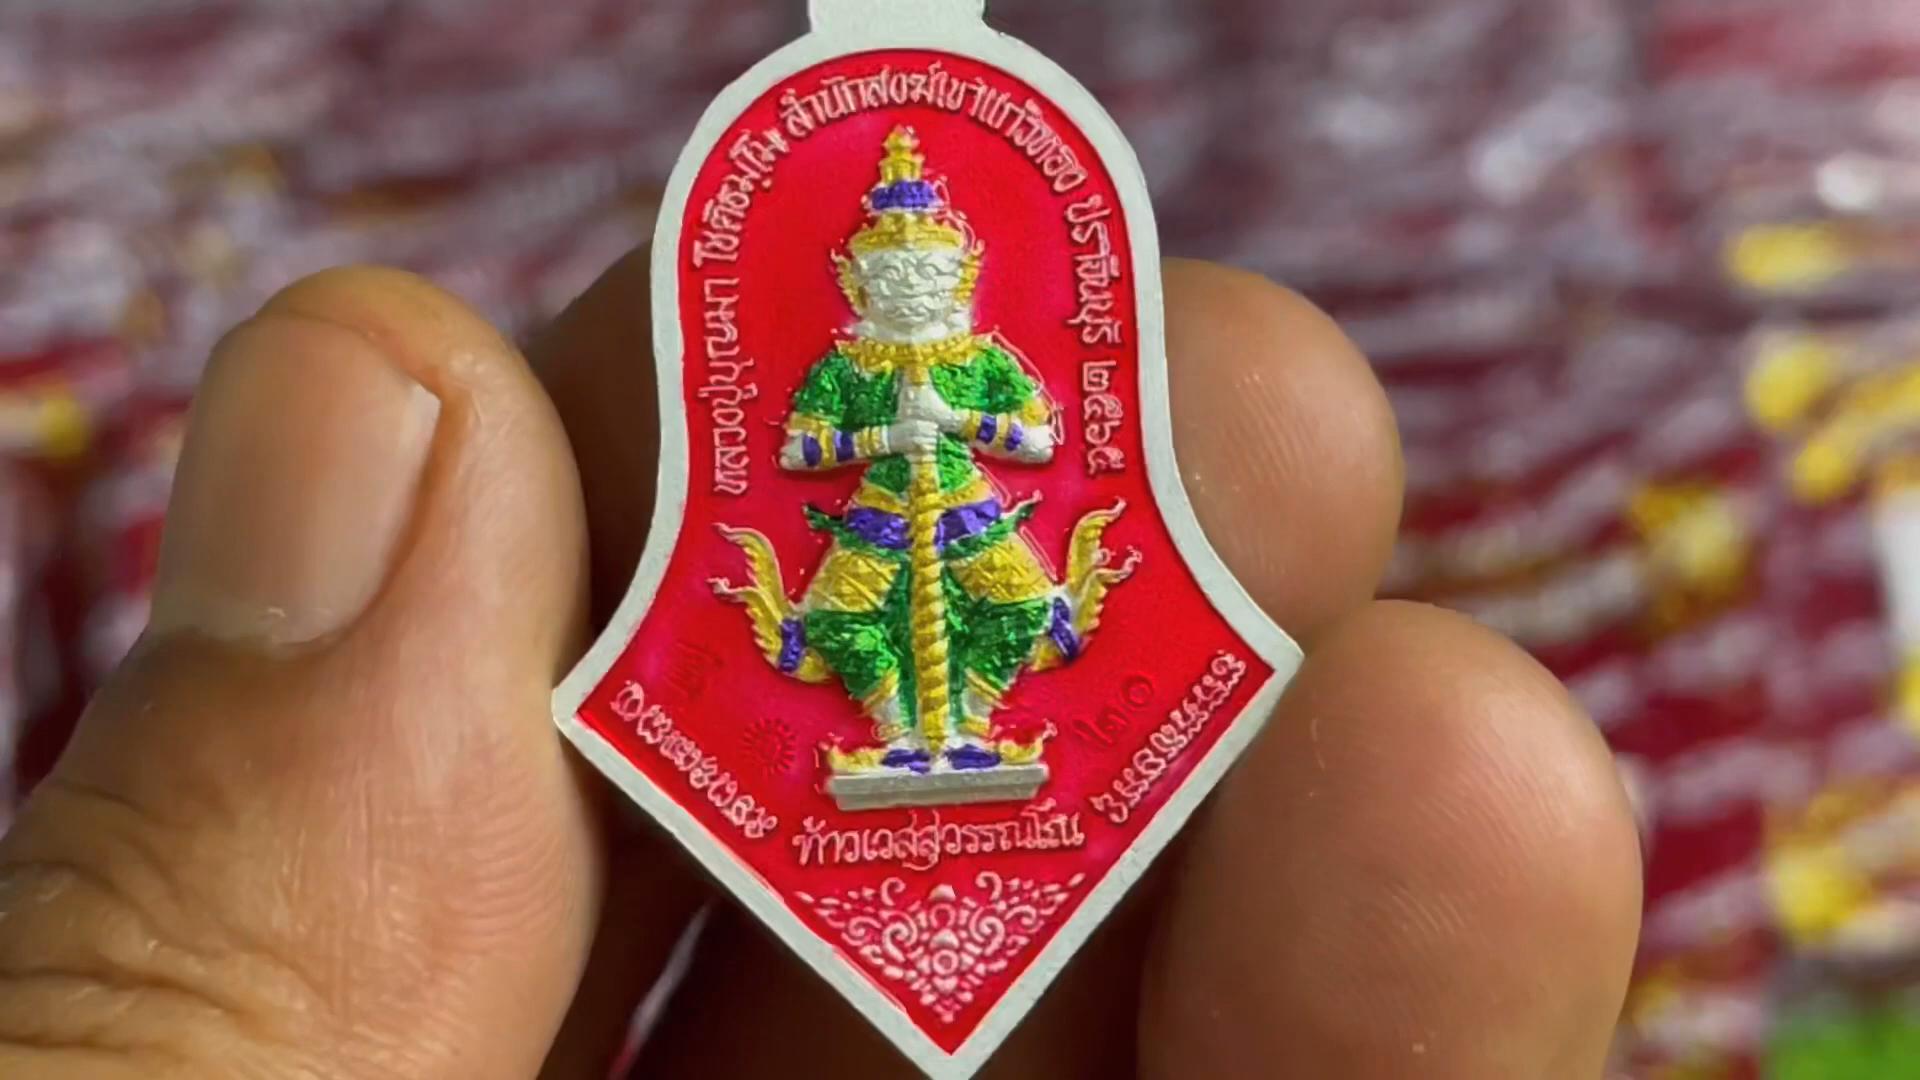 หลวงปู่บุญมา โชติธมฺโม สำนักสงฆ์เขาแก้วทอง ปราจีนบุรี ๒๕๖๕
๒๐
ท้าวเวสสุวรรณโณ